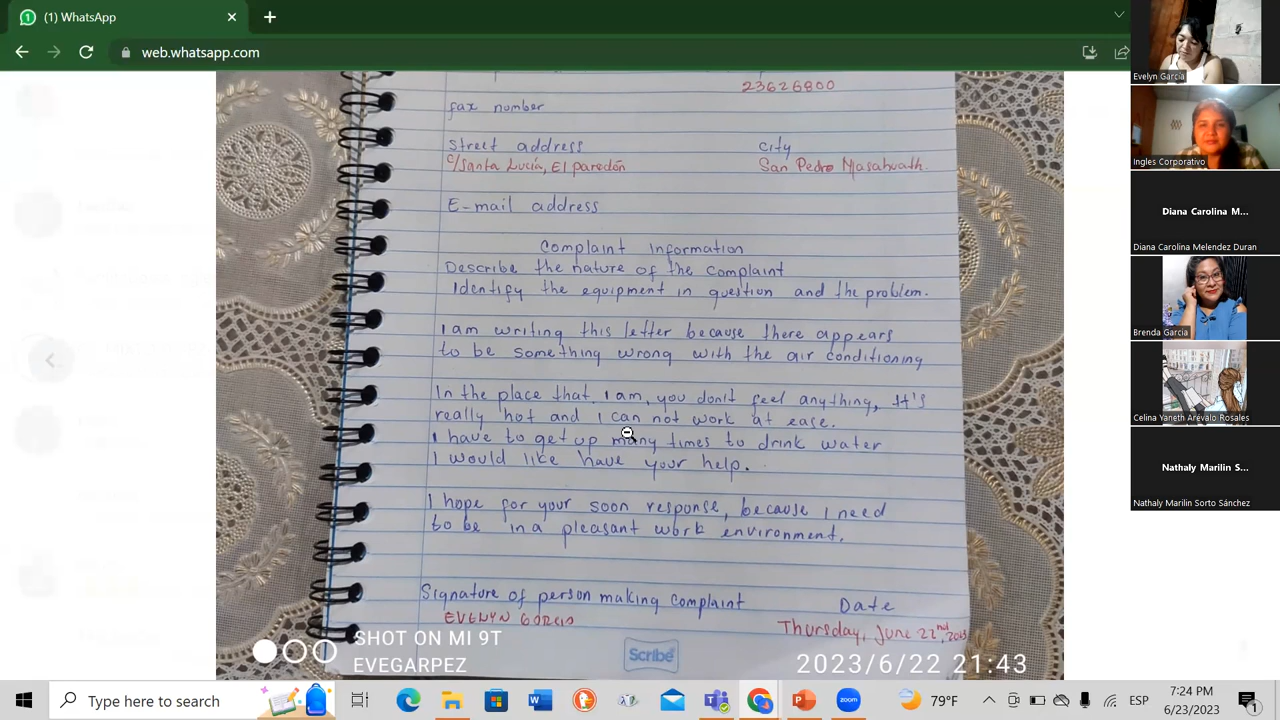 (1) WhatsApp
web.whatsapp.com
23626800
fax number
Street address City
c/Santa Lucía, El paredón San Pedro Masahuath.
E-mail address
Complaint information
Describe the nature of the complaint
Identify the equipment in question and the problem.
I am writing this letter because there appears
to be something wrong with the air conditioning
In the place that I am, you don't feel anything, It's
really hot and I can not work at ease.
I have to get up many times to drink water
I would like have your help.
I hope for your soon response, because I need
to be in a pleasant work environment.
Signature of person making complaint Date
EVELYN GARCIA Thursday, June 22nd, 2023
Scribe
SHOT ON MI 9T
EVEGARPEZ
2023/6/22 21:43
Evelyn Garcia
Ingles Corporativo
Diana Carolina M...
Diana Carolina Melendez Duran
Brenda Garcia
Celina Yaneth Arévalo Rosales
Nathaly Marilin S...
Nathaly Marilin Sorto Sánchez
Type here to search
79°F
ESP
7:24 PM
6/23/2023
1